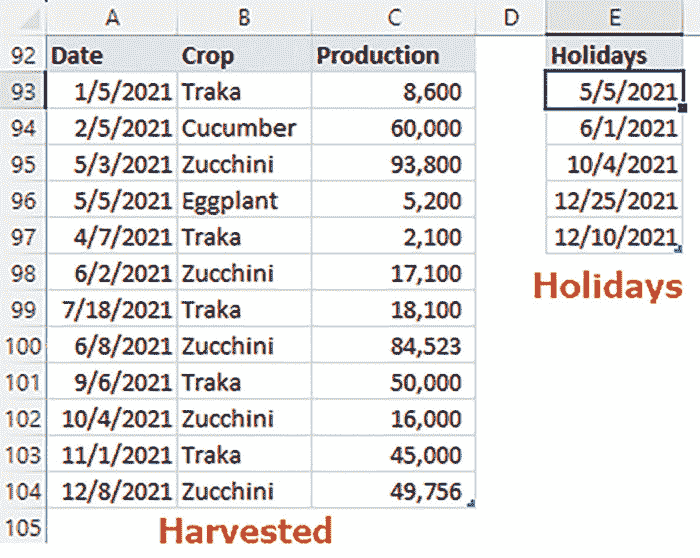 A B C D E
92 Date Crop Production Holidays
93 1/5/2021 Traka 8,600 5/5/2021
94 2/5/2021 Cucumber 60,000 6/1/2021
95 5/3/2021 Zucchini 93,800 10/4/2021
96 5/5/2021 Eggplant 5,200 12/25/2021
97 4/7/2021 Traka 2,100 12/10/2021
98 6/2/2021 Zucchini 17,100 Holidays
99 7/18/2021 Traka 18,100
100 6/8/2021 Zucchini 84,523
101 9/6/2021 Traka 50,000
102 10/4/2021 Zucchini 16,000
103 11/1/2021 Traka 45,000
104 12/8/2021 Zucchini 49,756
105 Harvested